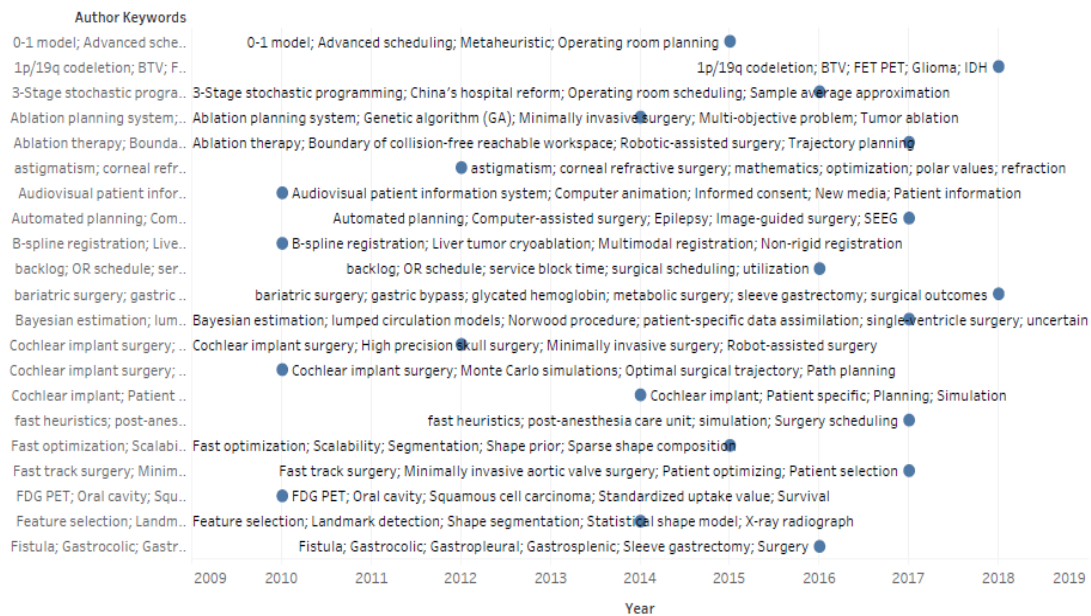 Author Keywords
0-1 model; Advanced sche.. 0-1 model; Advanced scheduling; Metaheuristic; Operating room planning
1p/19q codeletion; BTV; F.. 1p/19q codeletion; BTV; FET PET; Glioma; IDH
3-Stage stochastic progra.. 3-Stage stochastic programming; China's hospital reform; Operating room scheduling; Sample average approximation
Ablation planning system; .. Ablation planning system; Genetic algorithm (GA); Minimally invasive surgery; Multi-objective problem; Tumor ablation
Ablation therapy; Bounda.. Ablation therapy; Boundary of collision-free reachable workspace; Robotic-assisted surgery; Trajectory planning
astigmatism; corneal refr.. astigmatism; corneal refractive surgery; mathematics; optimization; polar values; refraction
Audiovisual patient infor.. Audiovisual patient information system; Computer animation; Informed consent; New media; Patient information
Automated planning; Com.. Automated planning; Computer-assisted surgery; Epilepsy; Image-guided surgery; SEEG
B-spline registration; Live.. B-spline registration; Liver tumor cryoablation; Multimodal registration; Non-rigid registration
backlog; OR schedule; ser.. backlog; OR schedule; service block time; surgical scheduling; utilization
bariatric surgery; gastric .. bariatric surgery; gastric bypass; glycated hemoglobin; metabolic surgery; sleeve gastrectomy; surgical outcomes
Bayesian estimation; lum.. Bayesian estimation; lumped circulation models; Norwood procedure; patient-specific data assimilation; single ventricle surgery; uncertain
Cochlear implant surgery; .. Cochlear implant surgery; High precision skull surgery; Minimally invasive surgery; Robot-assisted surgery
Cochlear implant surgery; .. Cochlear implant surgery; Monte Carlo simulations; Optimal surgical trajectory; Path planning
Cochlear implant; Patient .. Cochlear implant; Patient specific; Planning; Simulation
fast heuristics; post-anes.. fast heuristics; post-anesthesia care unit; simulation; Surgery scheduling
Fast optimization; Scalabi.. Fast optimization; Scalability; Segmentation; Shape prior; Sparse shape composition
Fast track surgery; Minim.. Fast track surgery; Minimally invasive aortic valve surgery; Patient optimizing; Patient selection
FDG PET; Oral cavity; Squ.. FDG PET; Oral cavity; Squamous cell carcinoma; Standardized uptake value; Survival
Feature selection; Landm.. Feature selection; Landmark detection; Shape segmentation; Statistical shape model; X-ray radiograph
Fistula; Gastrocolic; Gastr.. Fistula; Gastrocolic; Gastropleural; Gastrosplenic; Sleeve gastrectomy; Surgery
2009 2010 2011 2012 2013 2014 2015 2016 2017 2018 2019
Year